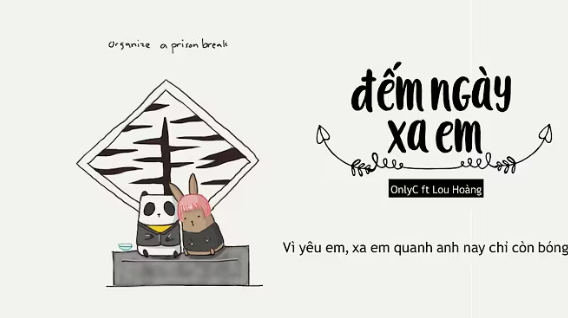 organize a prison break
đếm ngày
xa em
OnlyC ft Lou Hoàng
Vì yêu em, xa em quanh anh nay chỉ còn bóng